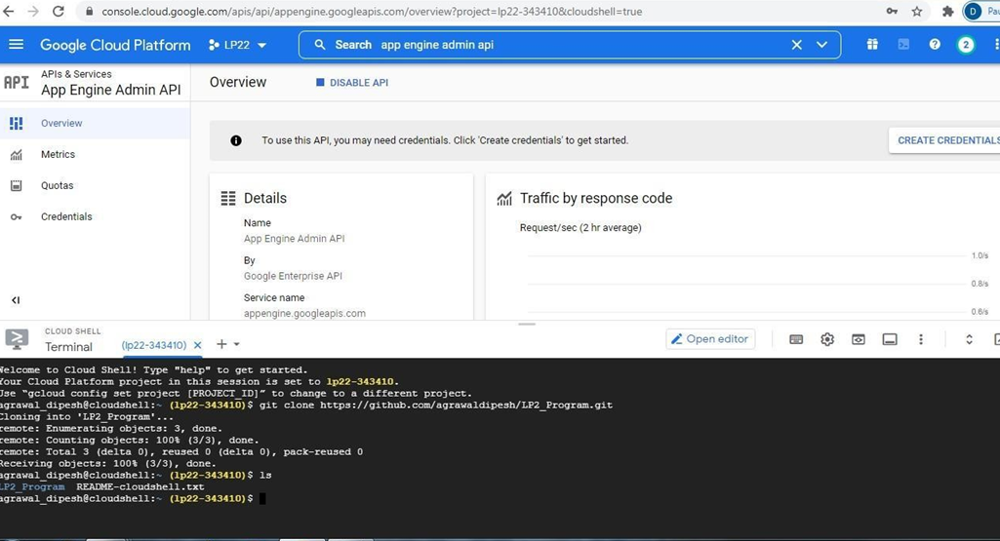 console.cloud.google.com/apis/api/appengine.googleapis.com/overview?project=lp22-343410&cloudshell=true
D
Google Cloud Platform
LP22
Search app engine admin api
2
API
APIs & Services
App Engine Admin API
Overview
DISABLE API
Overview
Metrics
Quotas
Credentials
To use this API, you may need credentials. Click 'Create credentials' to get started.
CREATE CREDENTIALS
Details
Name
App Engine Admin API
By
Google Enterprise API
Service name
appengine.googleapis.com
Traffic by response code
Request/sec (2 hr average)
1.0/s
0.8/s
0.6/s
CLOUD SHELL
Terminal
(lp22-343410)
Open editor
Welcome to Cloud Shell! Type "help" to get started.
Your Cloud Platform project in this session is set to lp22-343410.
Use "gcloud config set project [PROJECT_ID]" to change to a different project.
agrawal_dipesh@cloudshell:~ (lp22-343410)$ git clone https://github.com/agrawaldipesh/LP2_Program.git
Cloning into 'LP2_Program'...
remote: Enumerating objects: 3, done.
remote: Counting objects: 100% (3/3), done.
remote: Total 3 (delta 0), reused 0 (delta 0), pack-reused 0
Receiving objects: 100% (3/3), done.
agrawal_dipesh@cloudshell:~ (lp22-343410)$ ls
LP2_Program README-cloudshell.txt
agrawal_dipesh@cloudshell:~ (lp22-343410)$